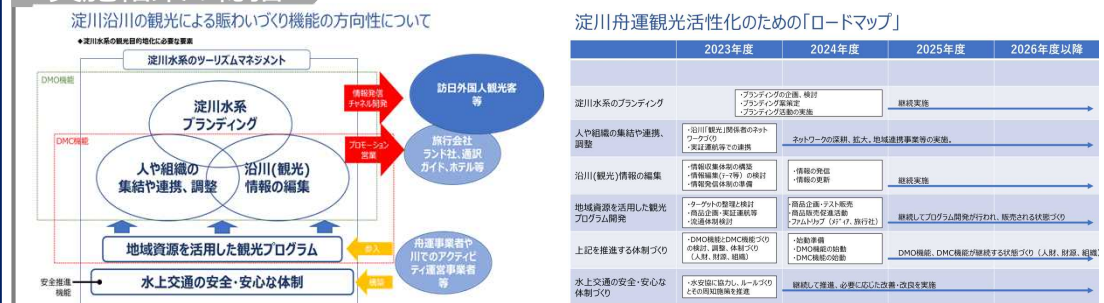 淀川沿川の観光による賑わいづくり機能の方向性について
◆淀川水系の観光目的地化に必要な要素
淀川水系のツーリズムマネジメント
DMO機能
淀川水系
ブランディング
DMC機能
人や組織の
集結や連携、調整
沿川(観光)
情報の編集
地域資源を活用した観光プログラム
安全推進
機能
水上交通の安全・安心な体制
情報発信
チャネル開発
訪日外国人観光客
等
プロモーション
営業
旅行会社
ランド社、通訳
ガイド、ホテル等
参入
舟運事業者や
川でのアクティビ
ティ運営事業者
等
構築
淀川舟運観光活性化のための「ロードマップ」
2023年度 2024年度 2025年度 2026年度以降
淀川水系のブランディング
・ブランディングの企画、検討
・ブランディング案策定
・ブランディング活動の実施
継続実施
人や組織の集結や連携、
調整
・沿川「観光」関係者のネット
ワークづくり
・実証運航等での連携
ネットワークの深耕、拡大、地域連携事業等の実施。
沿川(観光)情報の編集
・情報収集体制の構築
・情報編集(テーマ等)の検討
・情報発信体制の準備
・情報の発信
・情報の更新
継続実施
地域資源を活用した観光
プログラム開発
・ターゲットの整理と検討
・商品企画・実証運航等
・流通体制検討
・商品企画・テスト販売
・商品販売促進活動
・ファムトリップ(メディア、旅行社)
継続してプログラム開発が行われ、販売される状態づくり
上記を推進する体制づくり
・DMO機能とDMC機能づくり
の検討、調整、体制づくり
(人財、財源、組織)
・始動準備
・DMO機能の始動
・DMC機能の始動
DMO機能、DMC機能が継続する状態づくり(人財、財源、組織)
水上交通の安全・安心な
体制づくり
・水安協に協力し、ルールづくり
とその周知施策を推進
継続して推進、必要に応じた改善・改良を実施